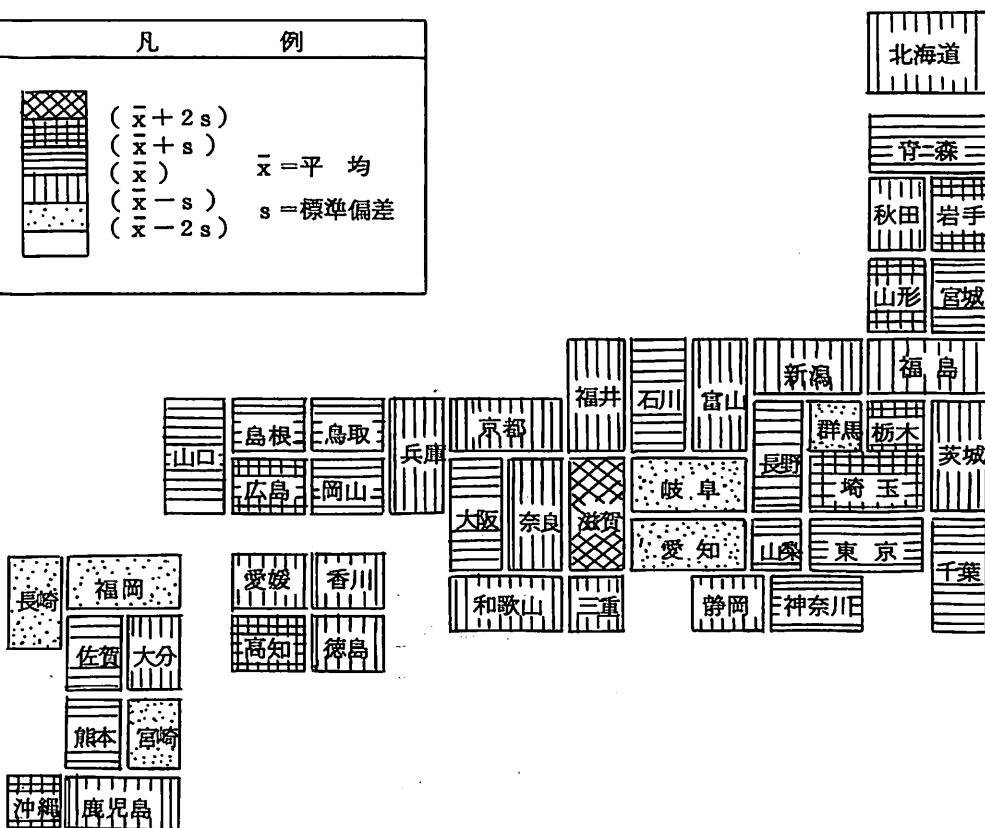 凡 例
(x̄+2s)
(x̄+s)
(x̄)
(x̄-s)
(x̄-2s)
x̄=平 均
s=標準偏差
北海道
青森
秋田
岩手
山形
宮城
福井
石川
富山
新潟
福島
山口
島根
鳥取
兵庫
京都
長野
群馬
栃木
茨城
広島
岡山
大阪
奈良
滋賀
岐阜
埼玉
愛知
山梨
東京
千葉
長崎
福岡
愛媛
香川
和歌山
三重
静岡
神奈川
佐賀
大分
高知
徳島
熊本
宮崎
沖縄
鹿児島